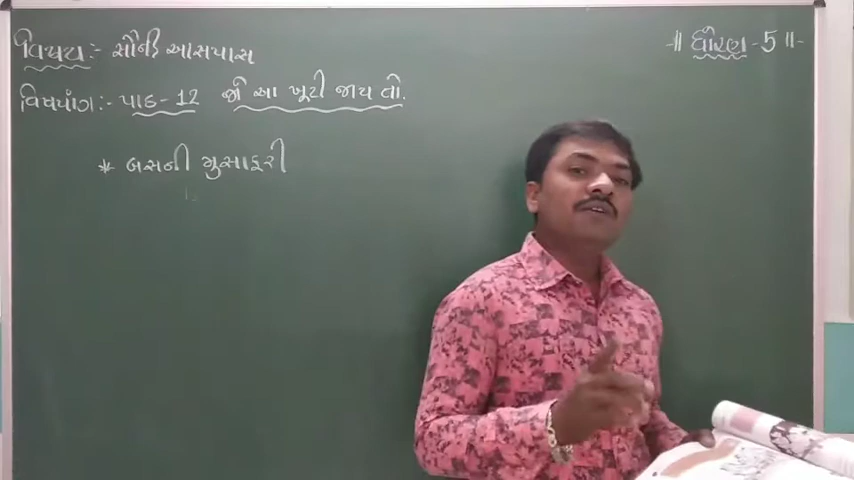 વિષય :- સૌની આસપાસ
॥ ધોરણ - 5 ॥
વિષયાંગ :- પાઠ - 12 જો આ ખૂટી જાય તો.
* બસની મુસાફરી